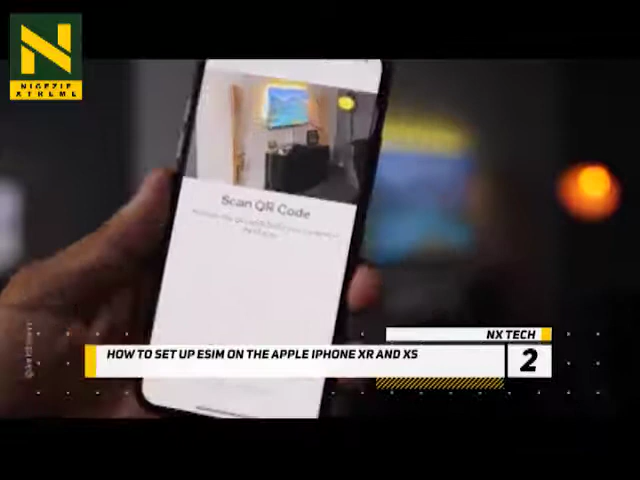 N
NIGEZIE
XTREME
Scan QR Code
NX TECH
HOW TO SET UP ESIM ON THE APPLE IPHONE XR AND XS
2